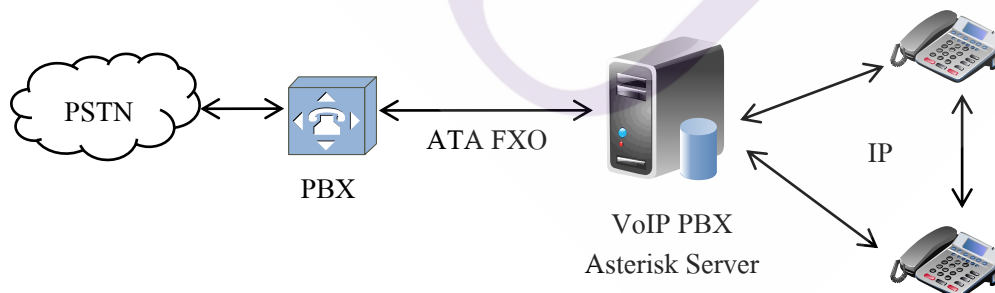 PSTN
PBX
ATA FXO
VoIP PBX
Asterisk Server
IP